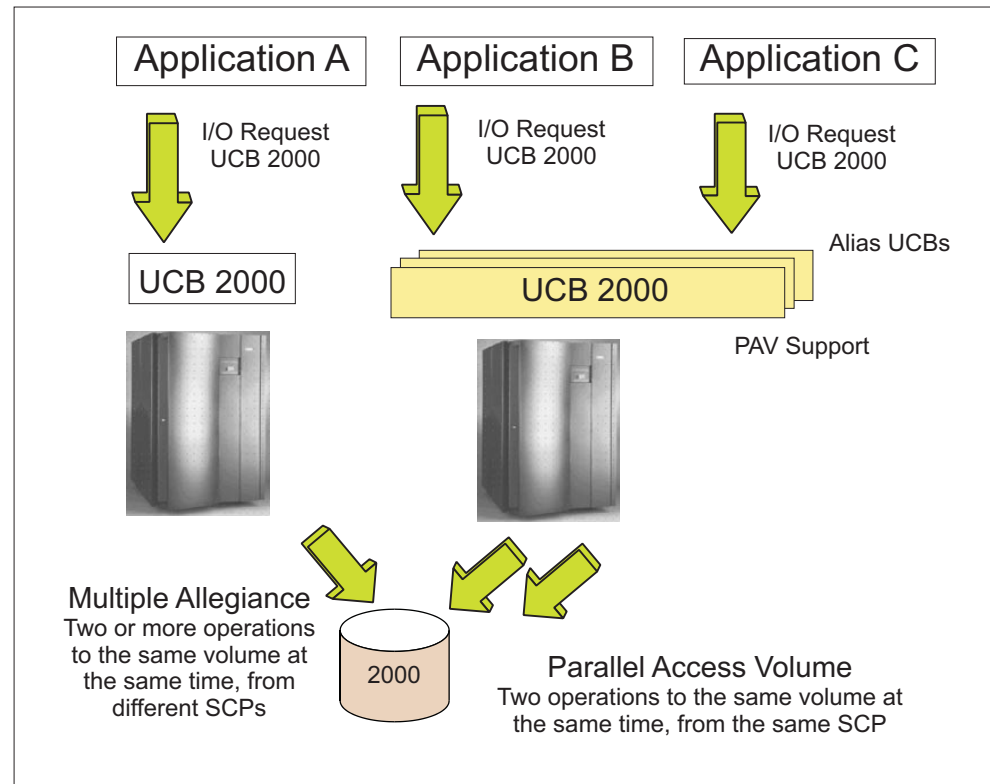 Application A
Application B
Application C
I/O Request
UCB 2000
I/O Request
UCB 2000
I/O Request
UCB 2000
Alias UCBs
UCB 2000
UCB 2000
PAV Support
Multiple Allegiance
Two or more operations
to the same volume at
the same time, from
different SCPs
2000
Parallel Access Volume
Two operations to the same volume at
the same time, from the same SCP